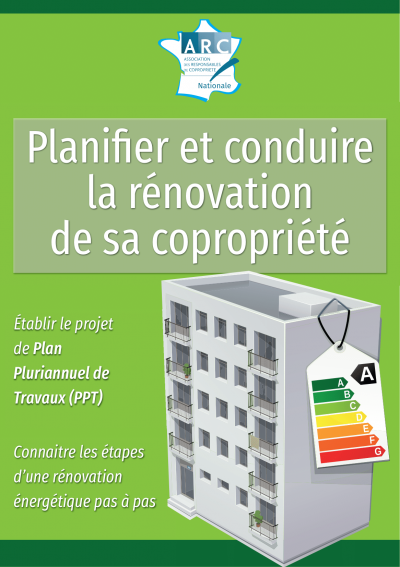 ARC
ASSOCIATION
DES RESPONSABLES
DE COPROPRIÉTÉ
Nationale
Planifier et conduire
la rénovation
de sa copropriété
Établir le projet
de Plan
Pluriannuel de
Travaux (PPT)
Connaitre les étapes
d'une rénovation
énergétique pas à pas
A
A
B
C
D
E
F
G